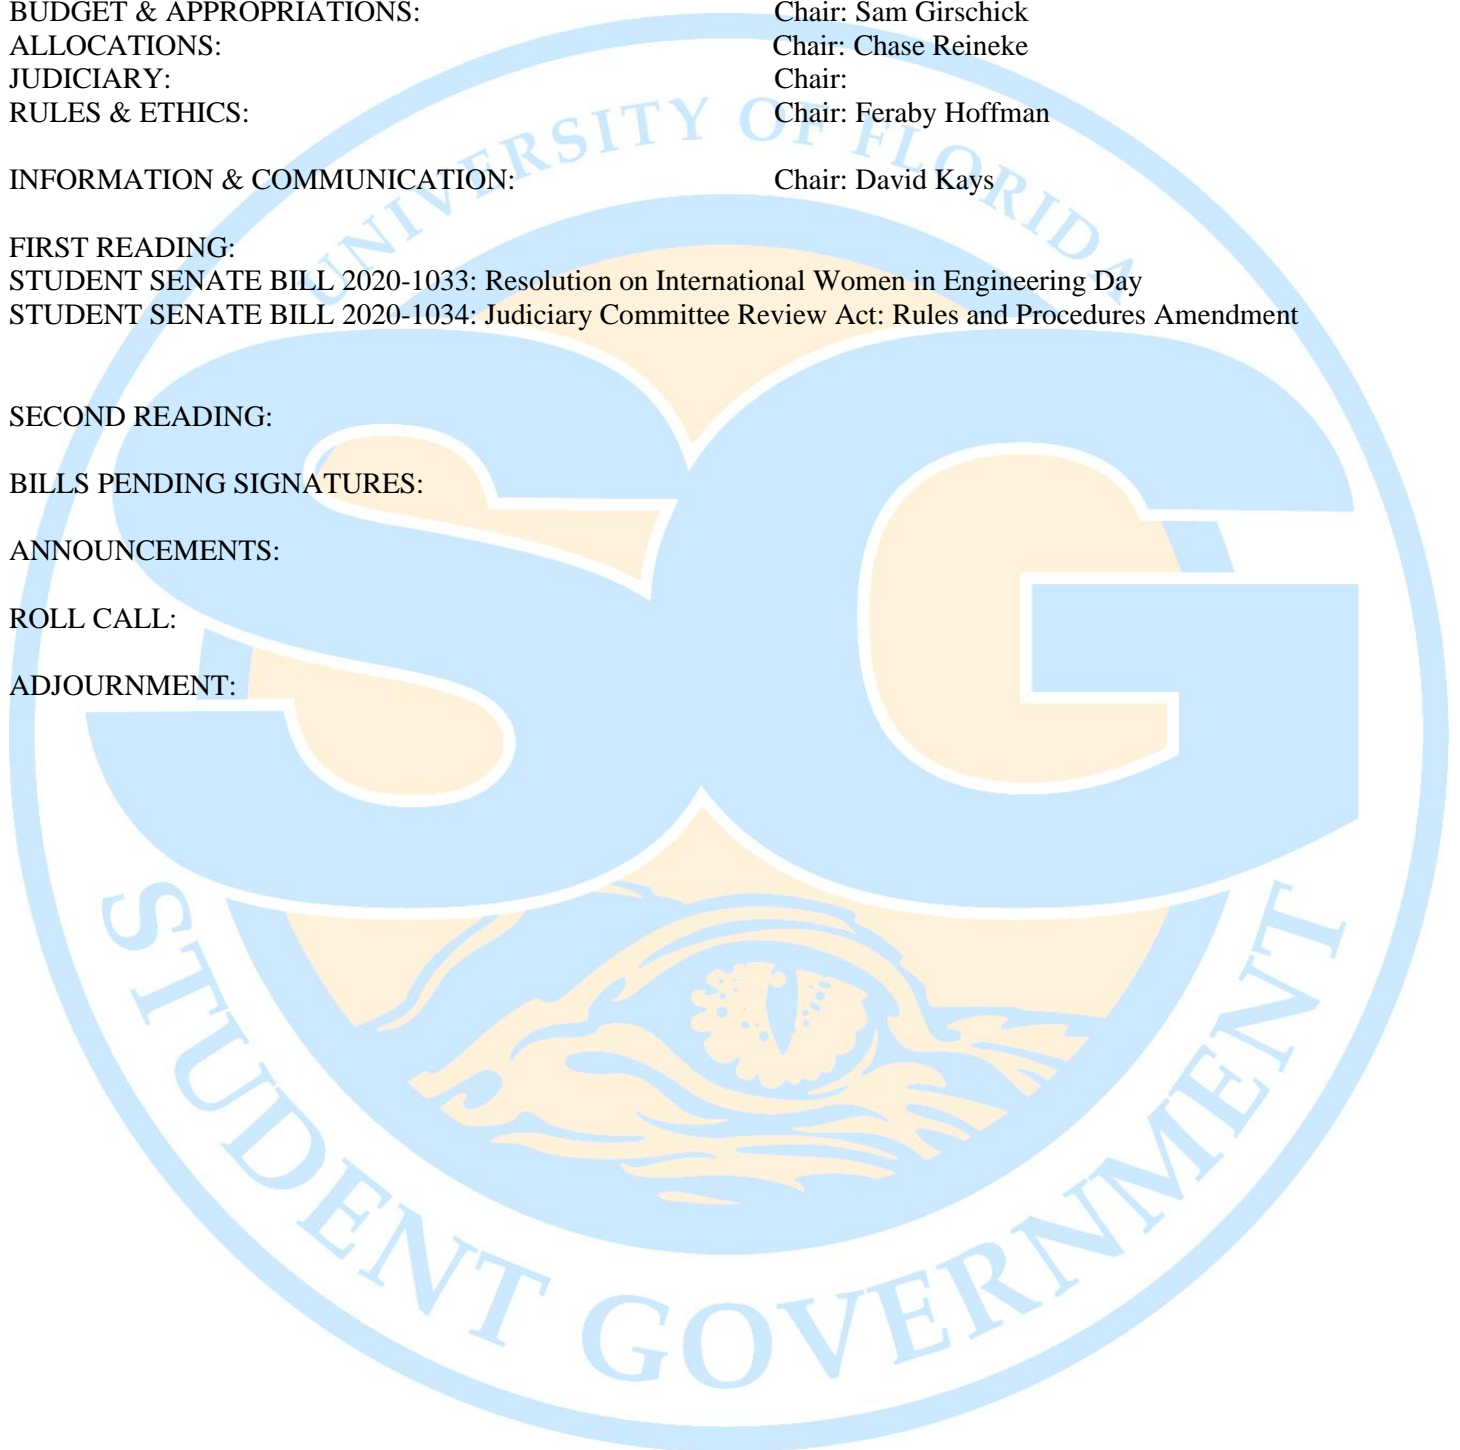 BUDGET & APPROPRIATIONS: Chair: Sam Girschick
ALLOCATIONS: Chair: Chase Reineke
JUDICIARY: Chair:
RULES & ETHICS: Chair: Feraby Hoffman
INFORMATION & COMMUNICATION: Chair: David Kays
FIRST READING:
STUDENT SENATE BILL 2020-1033: Resolution on International Women in Engineering Day
STUDENT SENATE BILL 2020-1034: Judiciary Committee Review Act: Rules and Procedures Amendment
SECOND READING:
BILLS PENDING SIGNATURES:
ANNOUNCEMENTS:
ROLL CALL:
ADJOURNMENT:
UNIVERSITY OF FLORIDA
SG
STUDENT GOVERNMENT